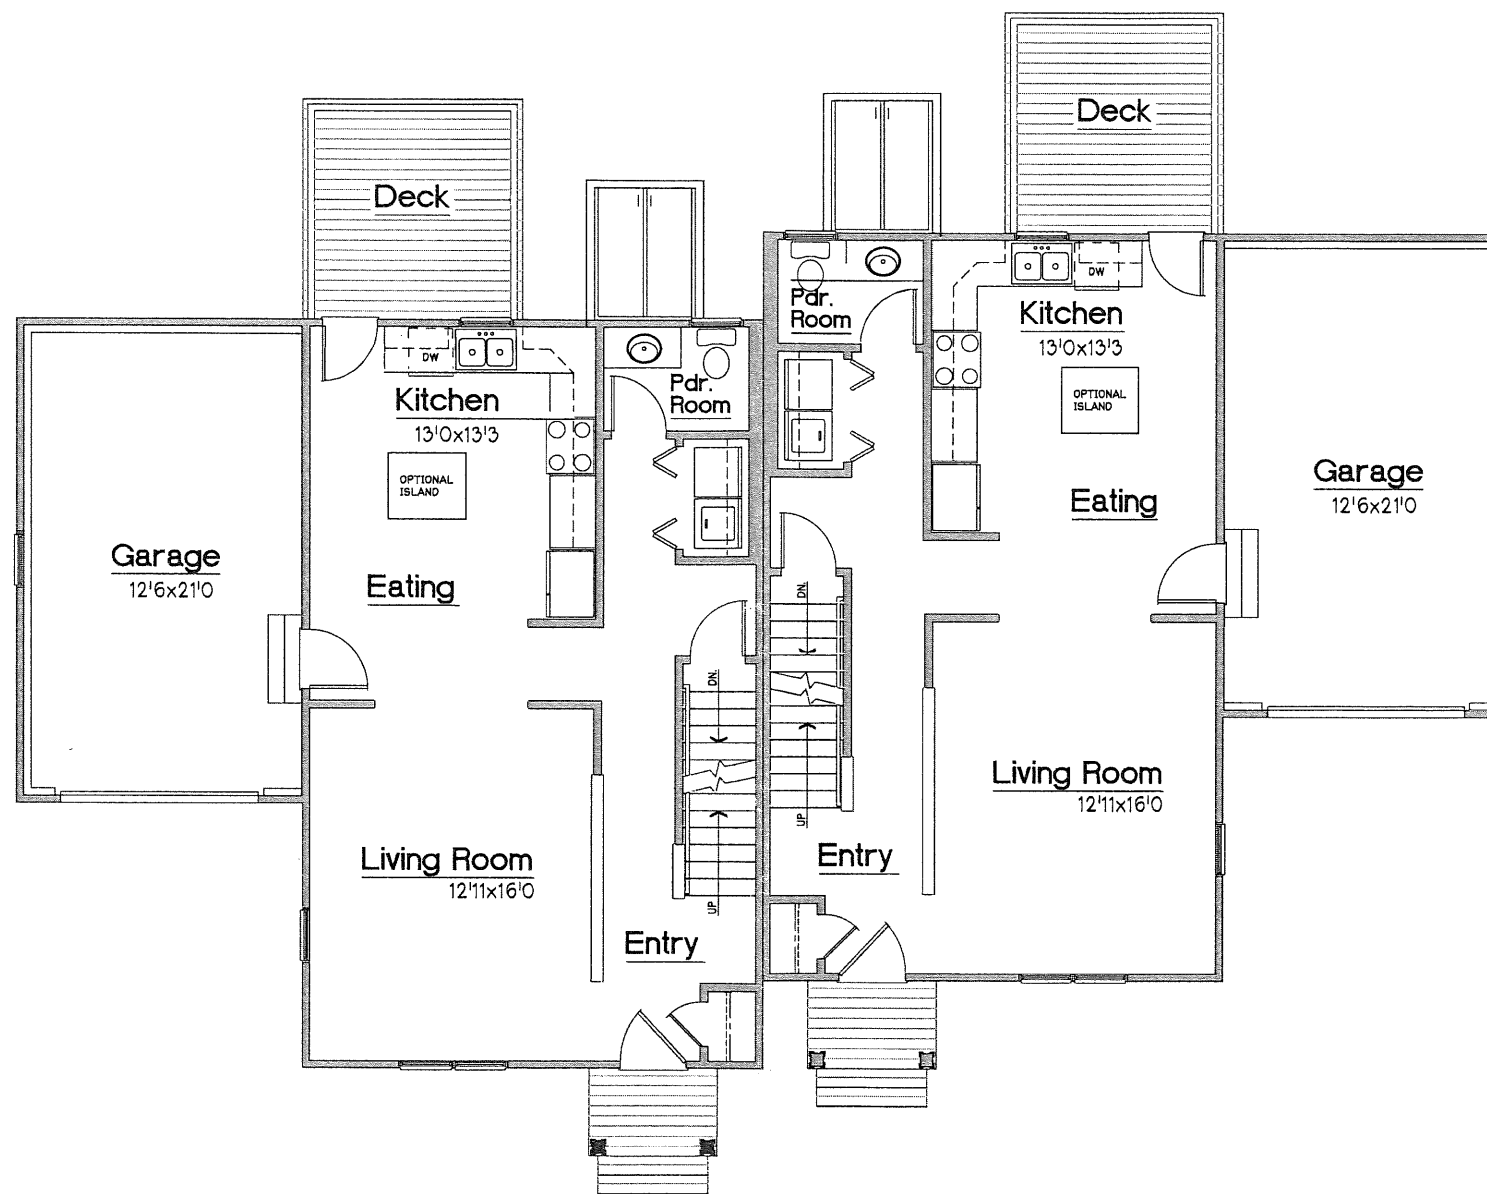 Deck
DW
Kitchen
13'0x13'3
OPTIONAL
ISLAND
Pdr.
Room
Garage
12'6x21'0
Eating
DN.
UP
Living Room
12'11x16'0
Entry
Deck
Pdr.
Room
DW
Kitchen
13'0x13'3
OPTIONAL
ISLAND
Eating
Garage
12'6x21'0
DN.
UP
Living Room
12'11x16'0
Entry